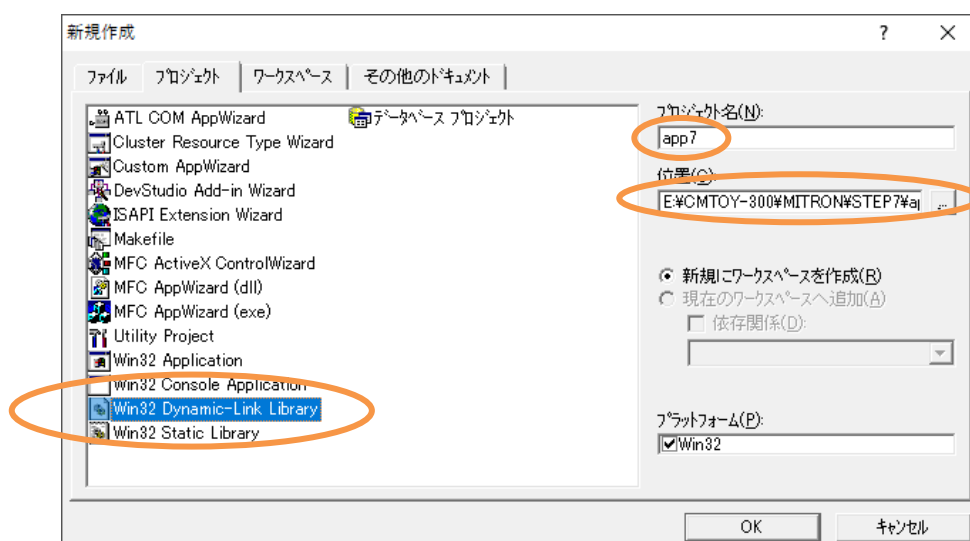 新規作成
ﾌｧｲﾙ ﾌﾟﾛｼﾞｪｸﾄ ﾜｰｸｽﾍﾟｰｽ その他のﾄﾞｷｭﾒﾝﾄ
ATL COM AppWizard
Cluster Resource Type Wizard
Custom AppWizard
DevStudio Add-in Wizard
ISAPI Extension Wizard
Makefile
MFC ActiveX ControlWizard
MFC AppWizard (dll)
MFC AppWizard (exe)
Utility Project
Win32 Application
Win32 Console Application
Win32 Dynamic-Link Library
Win32 Static Library
ﾃﾞｰﾀﾍﾞｰｽ ﾌﾟﾛｼﾞｪｸﾄ
ﾌﾟﾛｼﾞｪｸﾄ名(N):
app7
位置(C):
E:¥CMTOY-300¥MITRON¥STEP7¥a
...
新規にﾜｰｸｽﾍﾟｰｽを作成(R)
現在のﾜｰｸｽﾍﾟｰｽへ追加(A)
依存関係(D):
ﾌﾟﾗｯﾄﾌｫｰﾑ(P):
Win32
OK ｷｬﾝｾﾙ